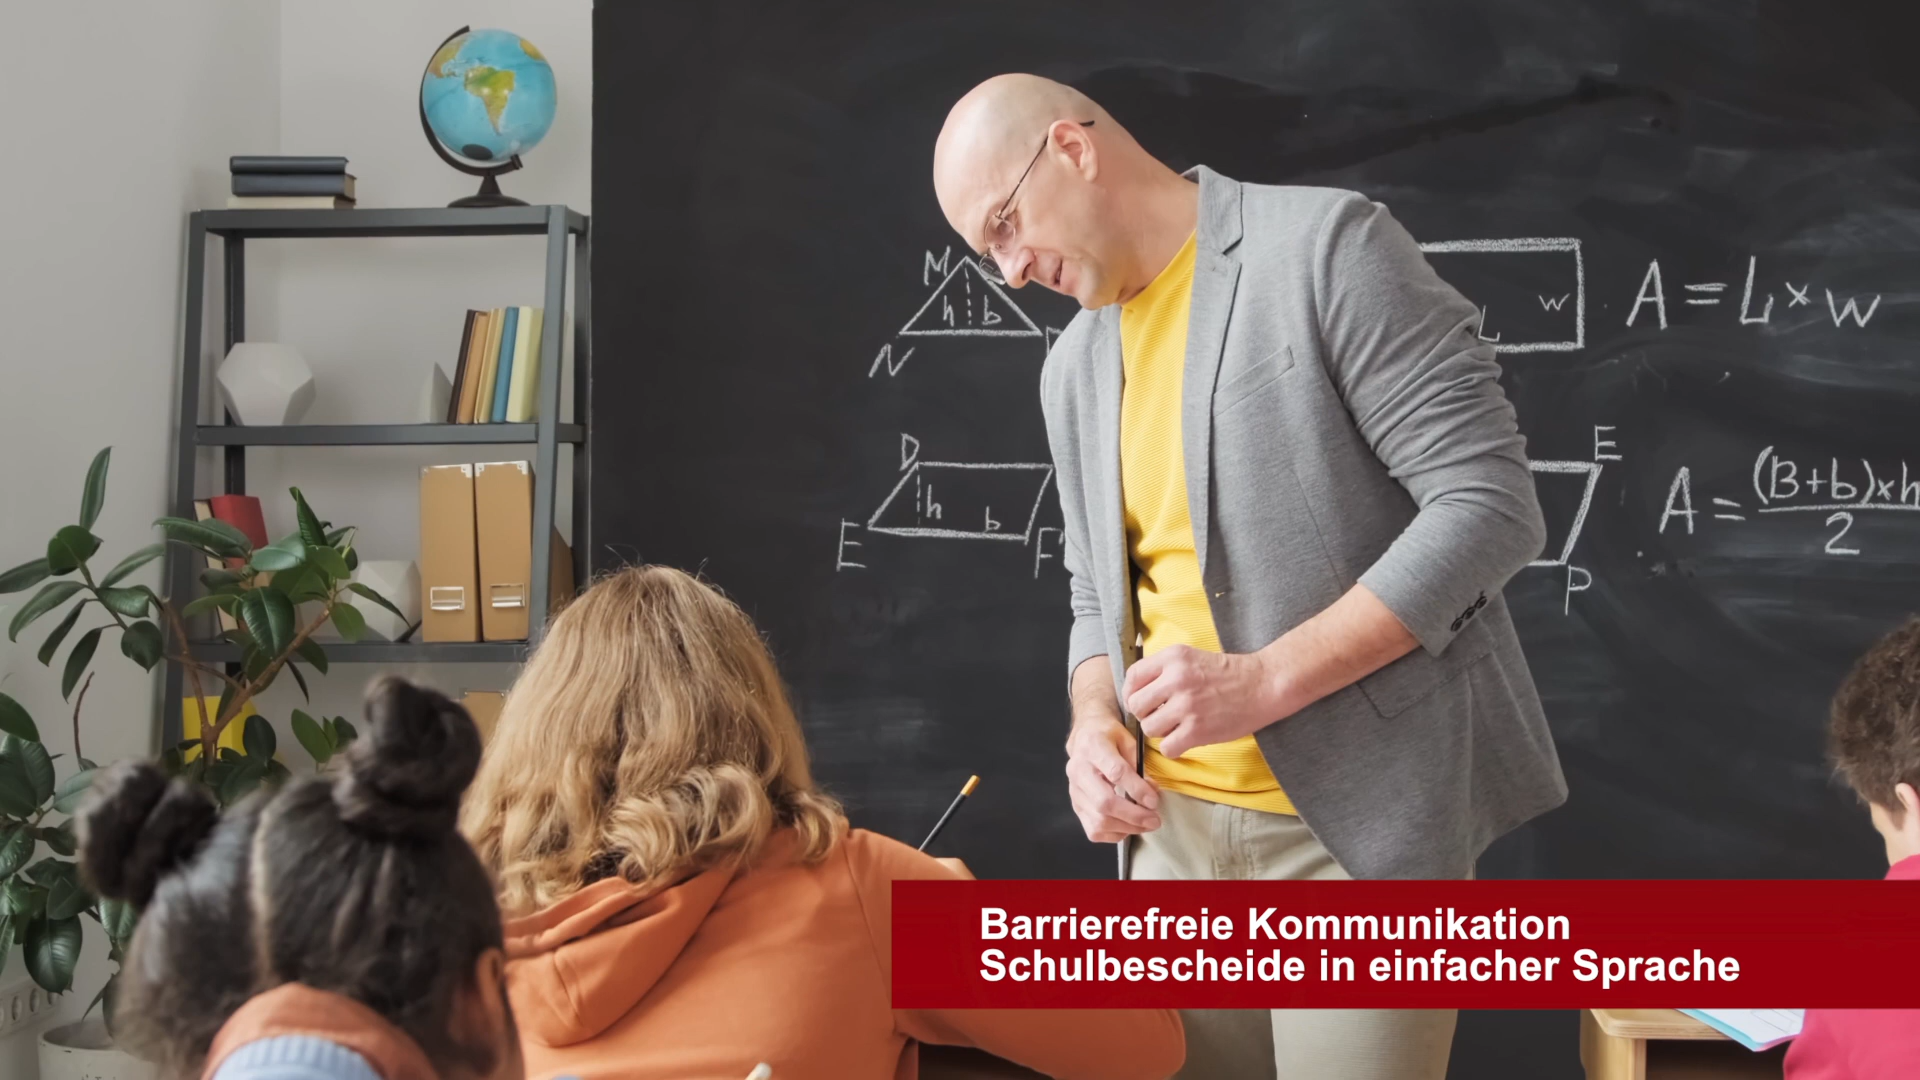 M
h b
N
L w
A = L × w
D
h b
E F
E
P
A = (B+b)×h
2
Barrierefreie Kommunikation
Schulbescheide in einfacher Sprache